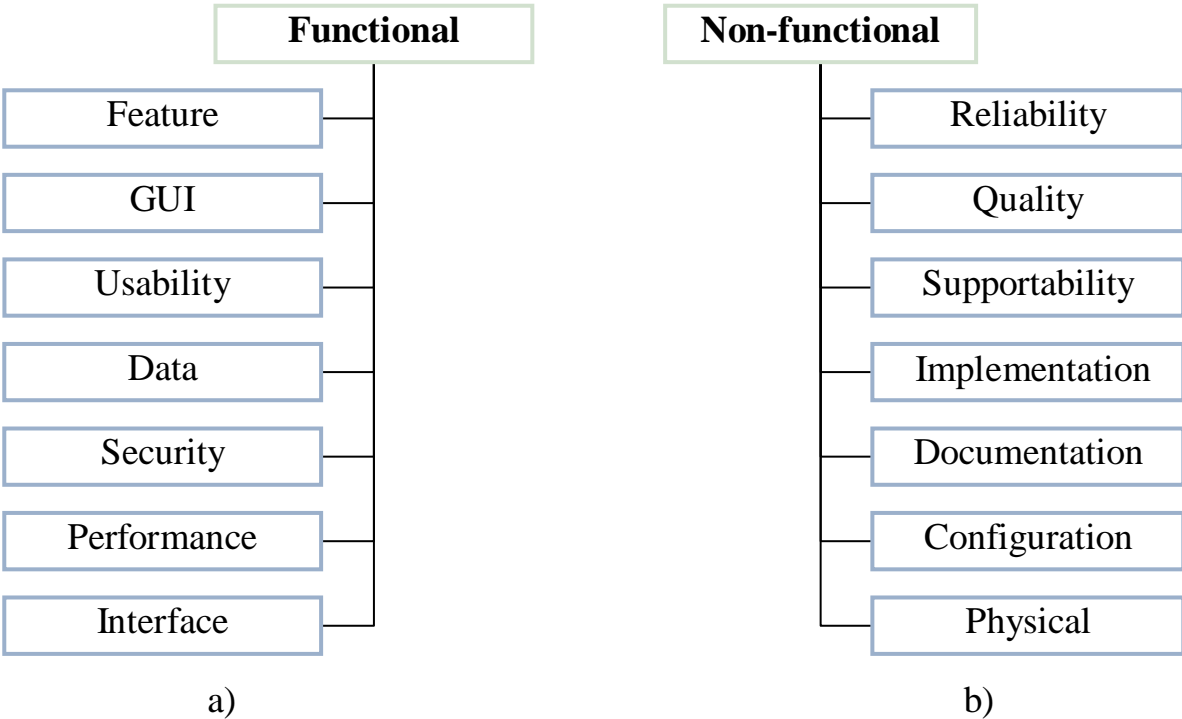 Functional
Feature
GUI
Usability
Data
Security
Performance
Interface
a)
Non-functional
Reliability
Quality
Supportability
Implementation
Documentation
Configuration
Physical
b)